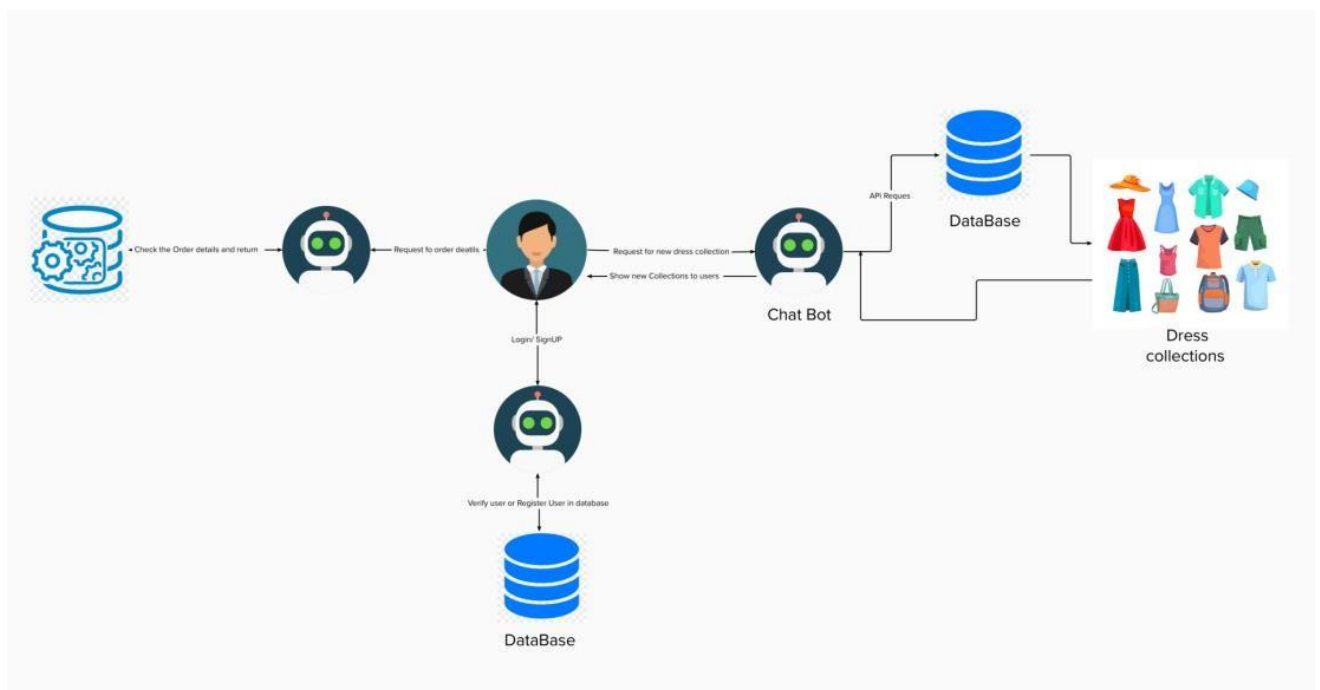 DataBase
API Reques
Check the Order details and return
Request fo order deatils
Request for new dress collection
Show new Collections to users
Chat Bot
Dress
collections
Login/ SignUP
Verify user or Register User in database
DataBase